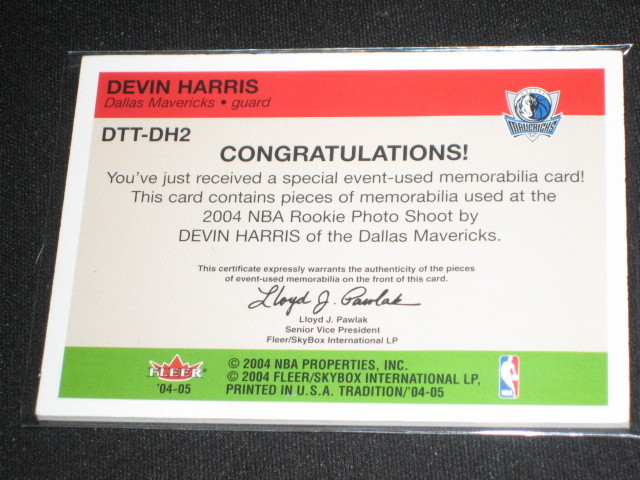 DEVIN HARRIS
Dallas Mavericks • guard
MAVERICKS
DTT-DH2
CONGRATULATIONS!
You've just received a special event-used memorabilia card!
This card contains pieces of memorabilia used at the
2004 NBA Rookie Photo Shoot by
DEVIN HARRIS of the Dallas Mavericks.
This certificate expressly warrants the authenticity of the pieces
of event-used memorabilia on the front of this card.
Lloyd J. Pawlak
Lloyd J. Pawlak
Senior Vice President
Fleer/SkyBox International LP
FLEER
'04-05
© 2004 NBA PROPERTIES, INC.
© 2004 FLEER/SKYBOX INTERNATIONAL LP,
PRINTED IN U.S.A. TRADITION/'04-05
NBA